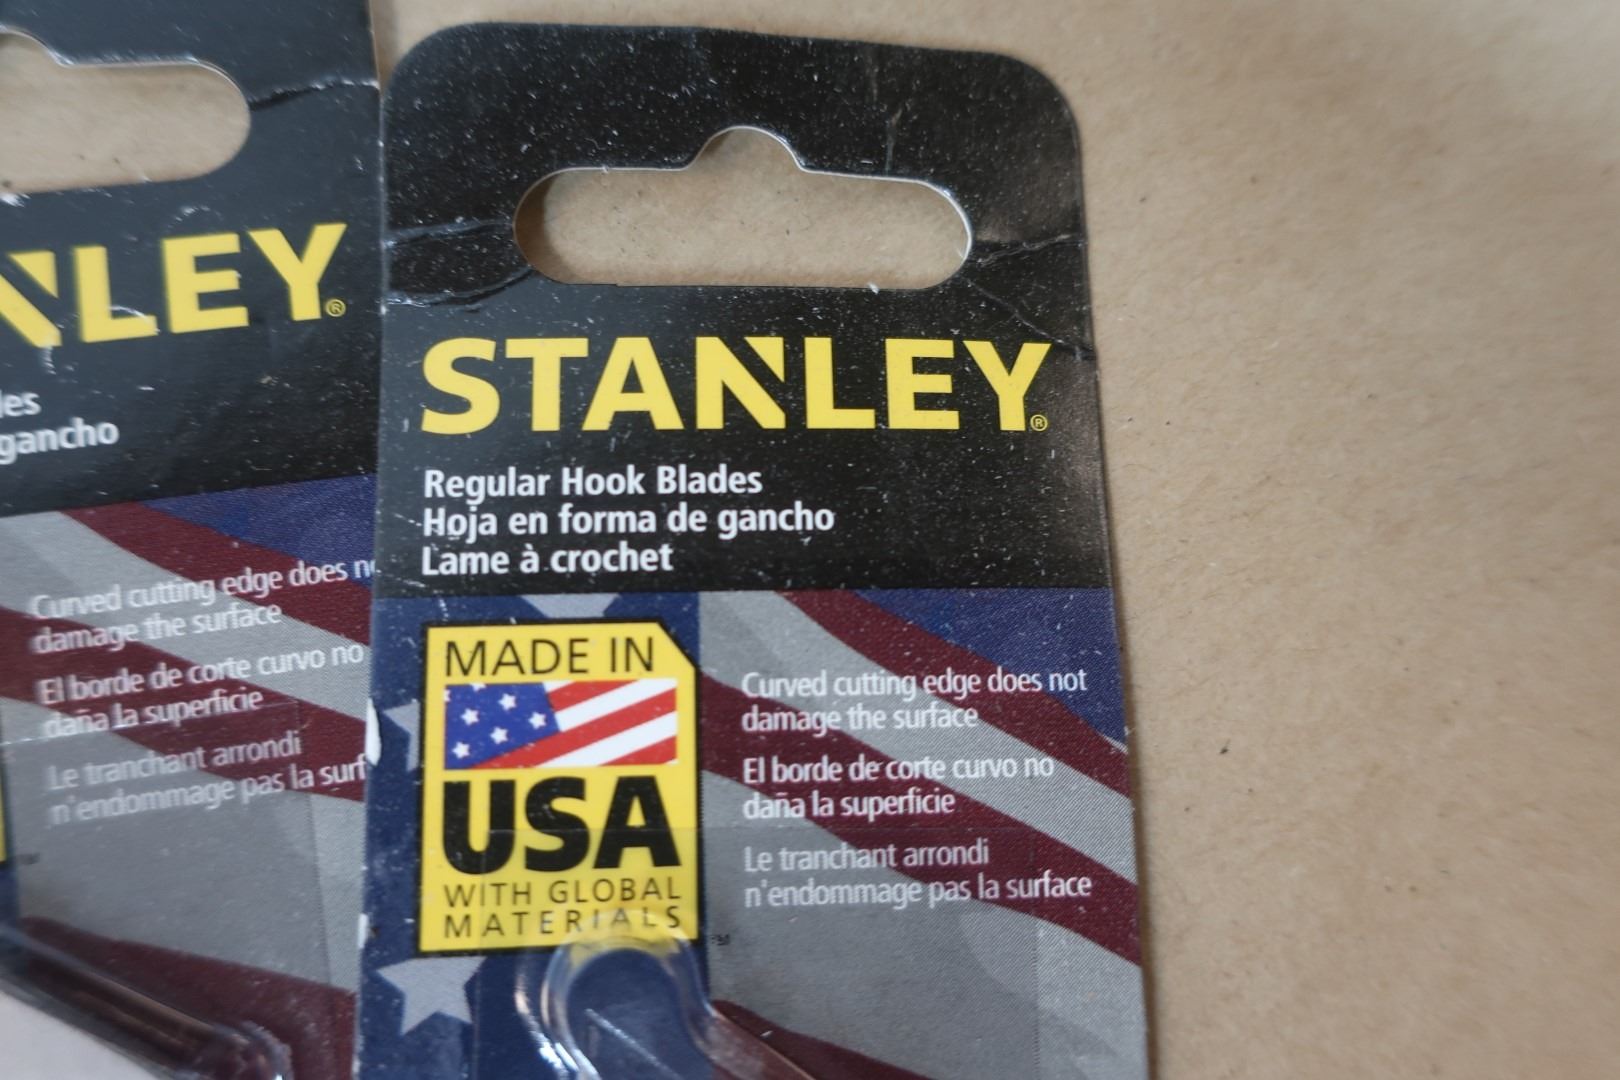 NLEY®
gancho
Curved cutting edge does
damage the surface
El borde de corte curvo no
daña la superficie
Le tranchant arrondi
n'endommage pas la
STANLEY®
Regular Hook Blades
Hoja en forma de gancho
Lame à crochet
MADE IN
USA
WITH GLOBAL
MATERIALS
Curved cutting edge does not
damage the surface
El borde de corte curvo no
daña la superficie
Le tranchant arrondi
n'endommage pas la surface